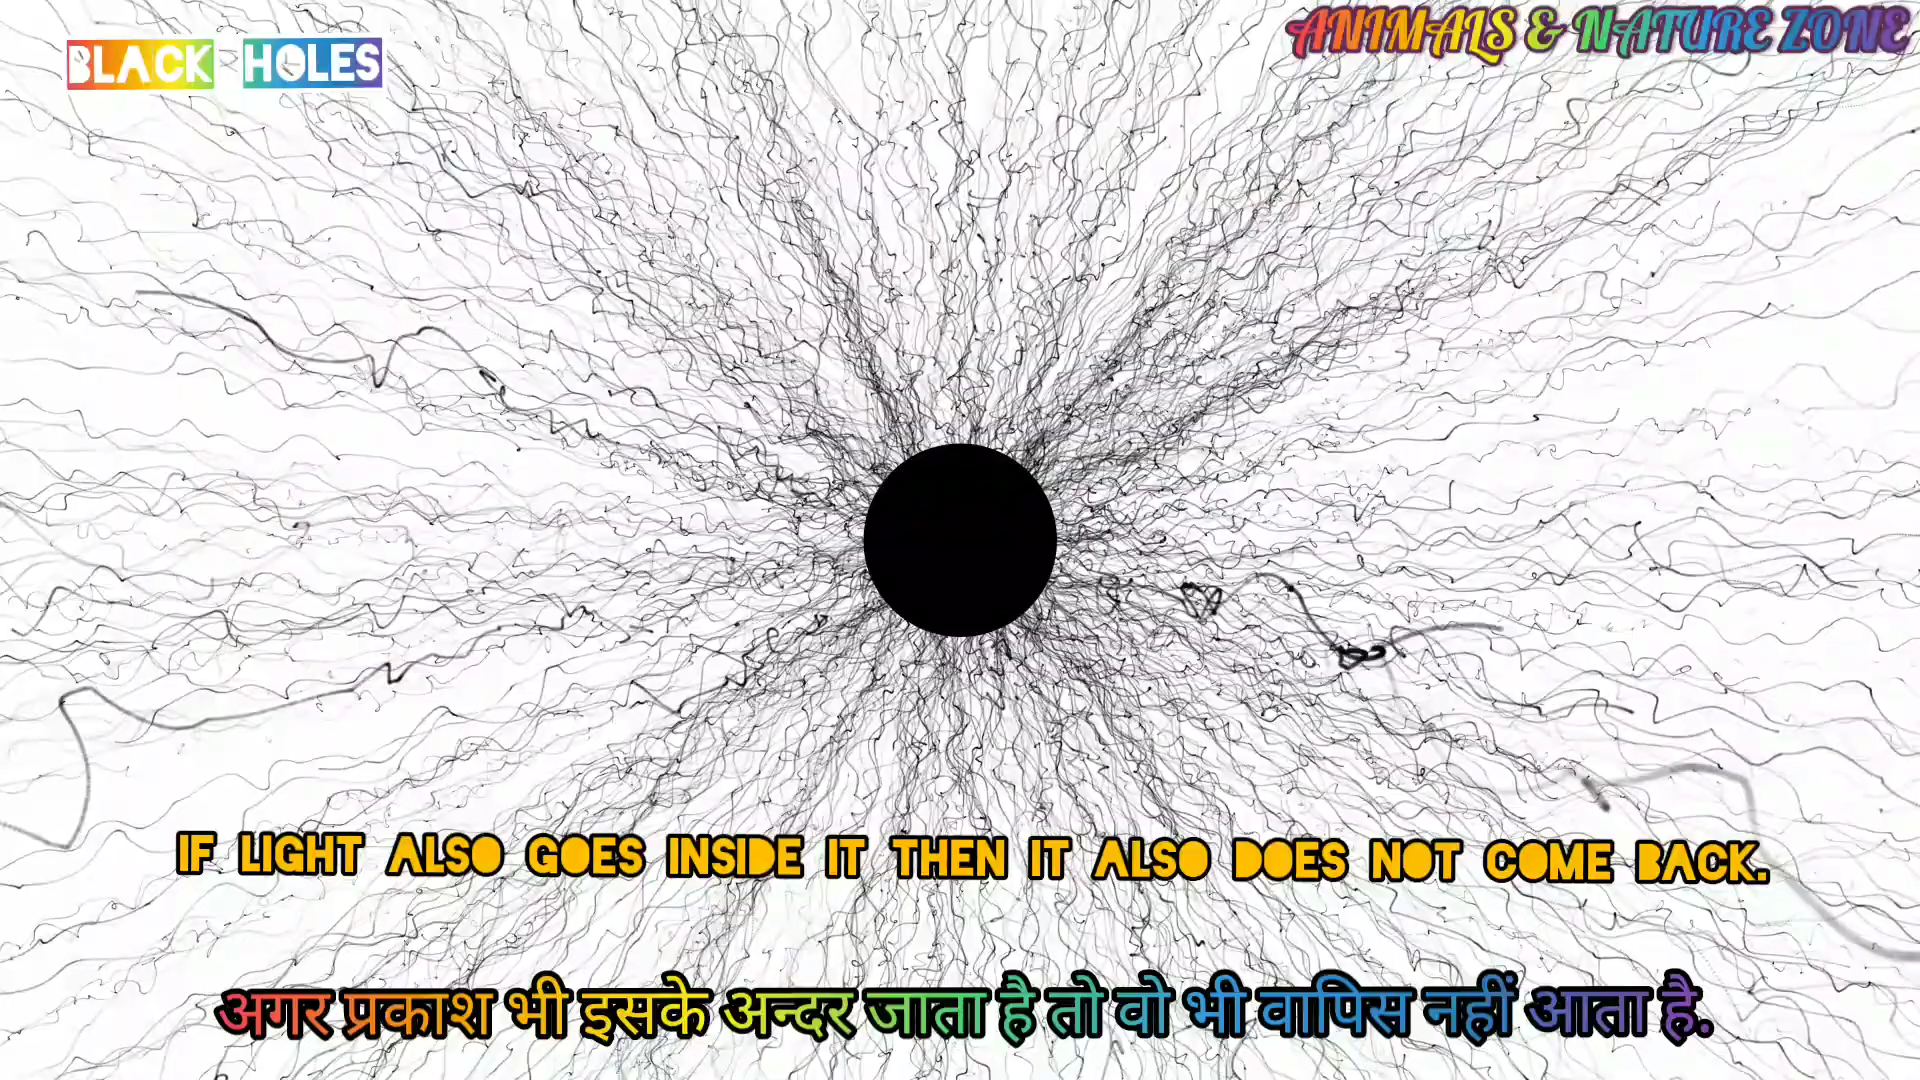 BLACK HOLES
ANIMALS & NATURE ZONE
IF LIGHT ALSO GOES INSIDE IT THEN IT ALSO DOES NOT COME BACK.
अगर प्रकाश भी इसके अन्दर जाता है तो वो भी वापिस नहीं आता है.